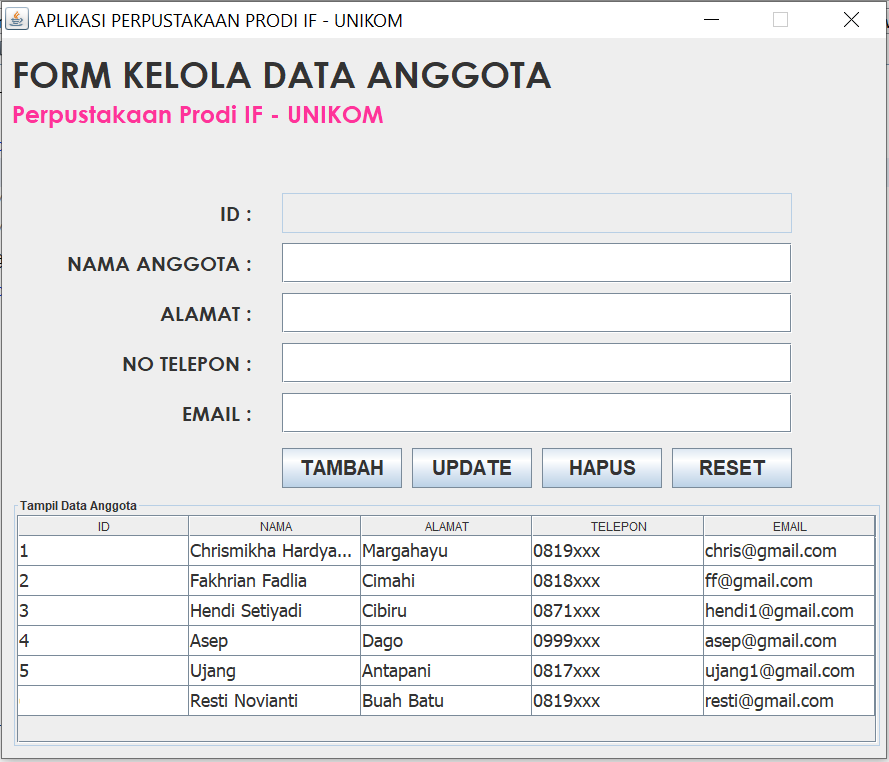 APLIKASI PERPUSTAKAAN PRODI IF - UNIKOM
FORM KELOLA DATA ANGGOTA
Perpustakaan Prodi IF - UNIKOM
ID :
NAMA ANGGOTA :
ALAMAT :
NO TELEPON :
EMAIL :
TAMBAH UPDATE HAPUS RESET
Tampil Data Anggota
ID NAMA ALAMAT TELEPON EMAIL
1 Chrismikha Hardya... Margahayu 0819xxx chris@gmail.com
2 Fakhrian Fadlia Cimahi 0818xxx ff@gmail.com
3 Hendi Setiyadi Cibiru 0871xxx hendi1@gmail.com
4 Asep Dago 0999xxx asep@gmail.com
5 Ujang Antapani 0817xxx ujang1@gmail.com
Resti Novianti Buah Batu 0819xxx resti@gmail.com